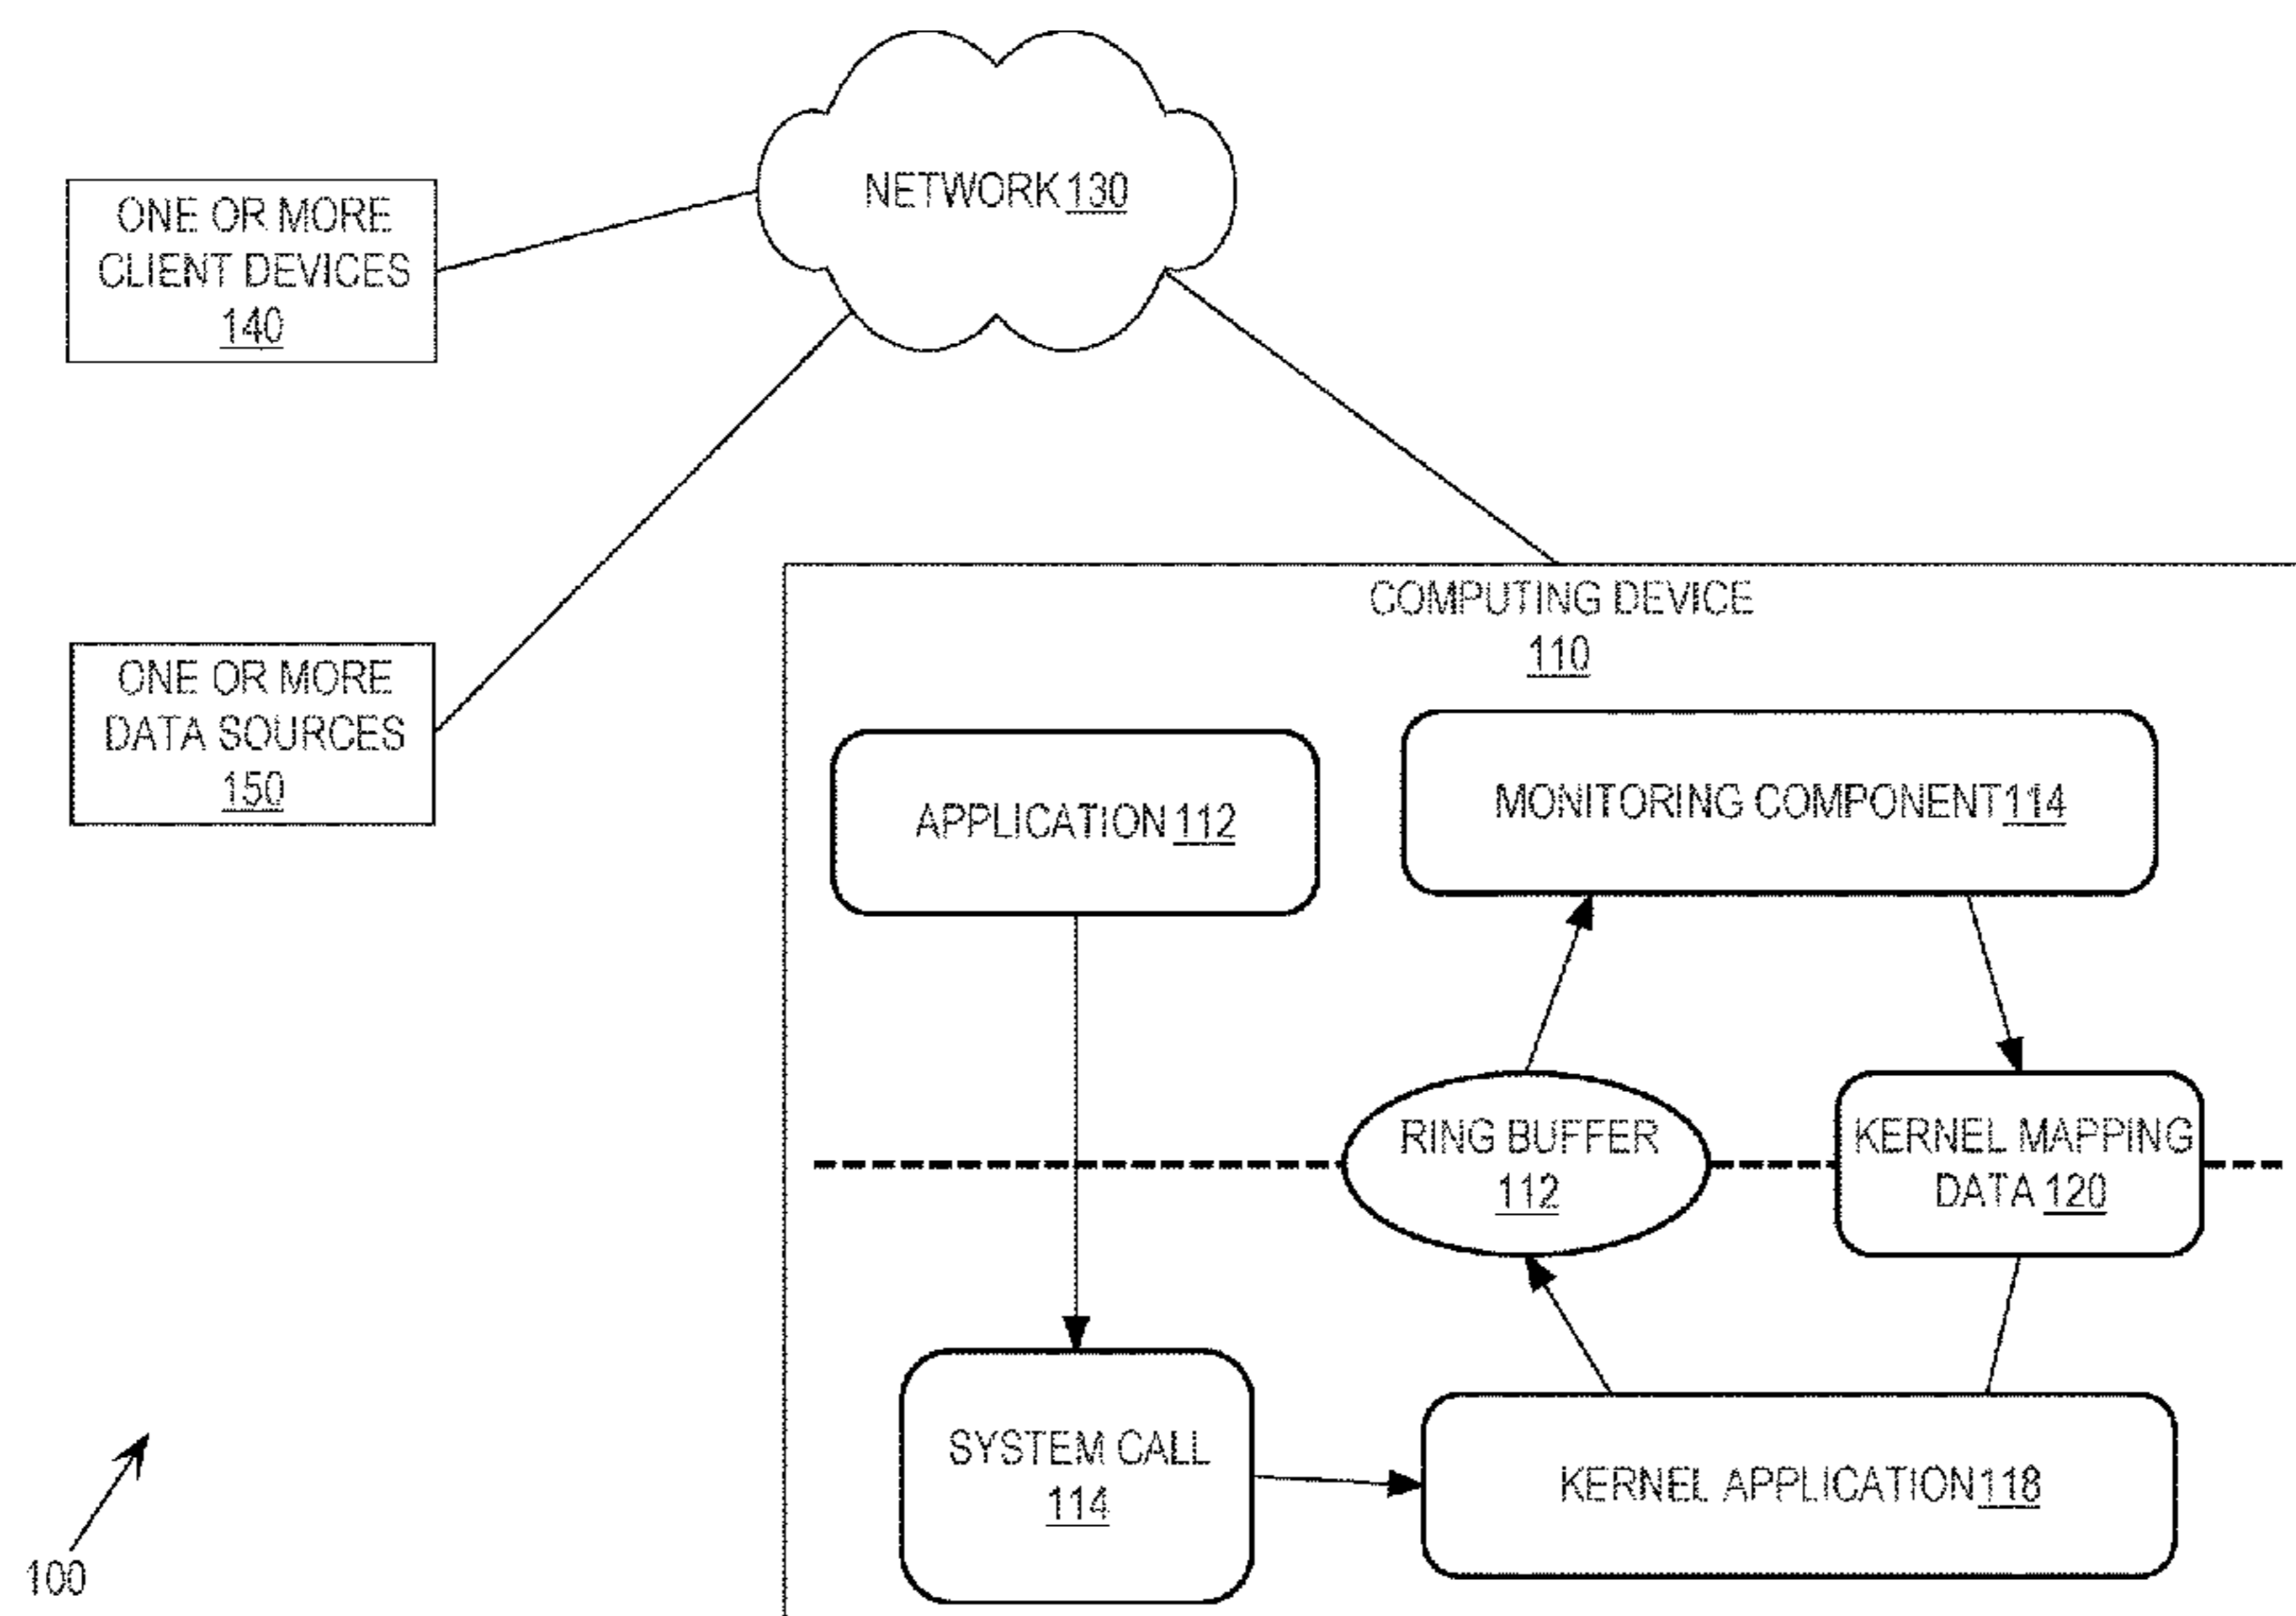 NETWORK 130
ONE OR MORE
CLIENT DEVICES
140
COMPUTING DEVICE
110
ONE OR MORE
DATA SOURCES
150
APPLICATION 112
MONITORING COMPONENT 114
RING BUFFER
112
KERNEL MAPPING
DATA 120
SYSTEM CALL
114
KERNEL APPLICATION 118
100